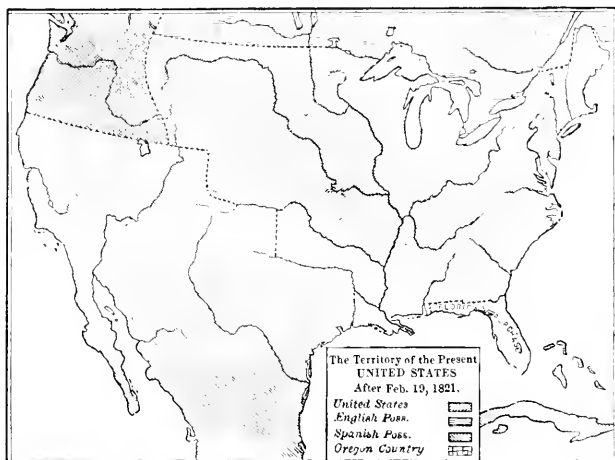 The Territory of the Present
UNITED STATES
After Feb. 19, 1821.
United States
English Poss.
Spanish Poss.
Oregon Country